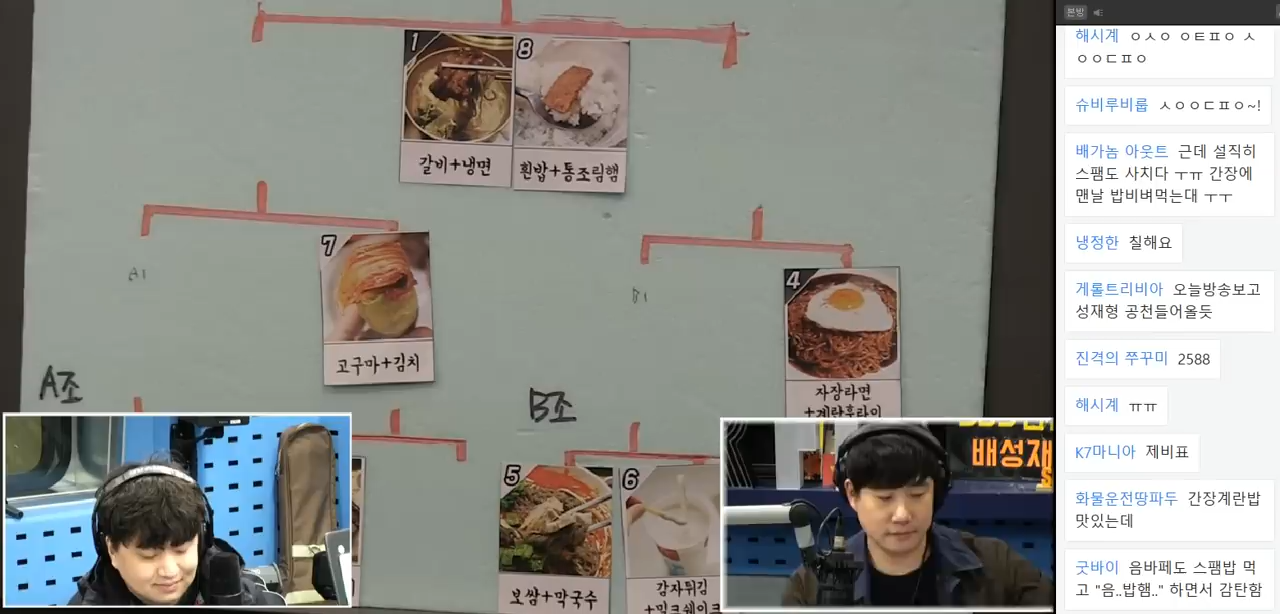 1
8
갈비+냉면
흰밥+통조림햄
7
A1
B1
4
고구마+김치
자장라면
+계란후라이
A조
B조
5
6
보쌈+막국수
감자튀김
+밀크쉐이크
배성재
본방
해시계 ㅇㅅㅇ ㅇㅌㅍㅇ ㅅ
ㅇㅇㄷㅍㅇ
슈비루비룹 ㅅㅇㅇㄷㅍㅇ~!
배가놈 아웃트 근데 설직히
스팸도 사치다 ㅜㅠ 간장에
맨날 밥비벼먹는대 ㅜㅜ
냉정한 칠해요
게롤트리비아 오늘방송보고
성재형 공천들어올듯
진격의 쭈꾸미 2588
해시계 ㅠㅠ
K7마니아 제비표
화물운전땅파두 간장계란밥
맛있는데
굿바이 음바페도 스팸밥 먹
고 "음..밥햄.." 하면서 감탄함